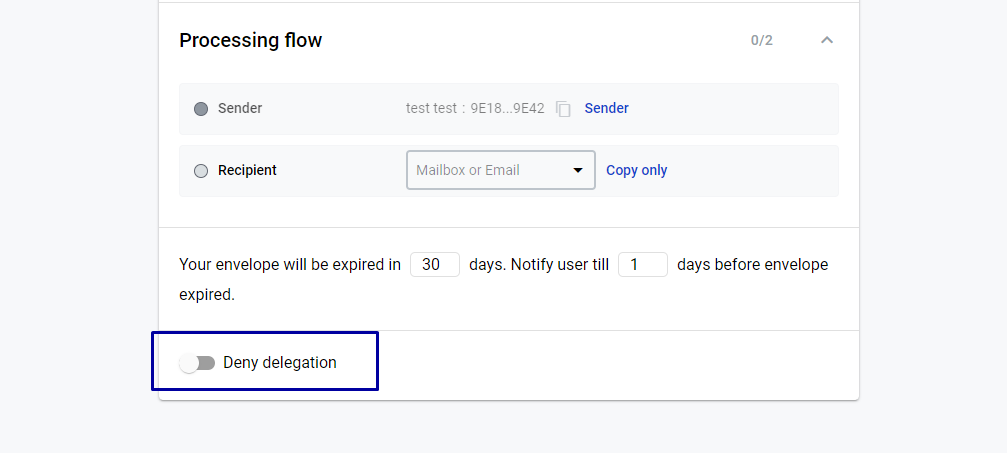 Processing flow 0/2
Sender test test : 9E18...9E42 Sender
Recipient Mailbox or Email Copy only
Your envelope will be expired in 30 days. Notify user till 1 days before envelope
expired.
Deny delegation